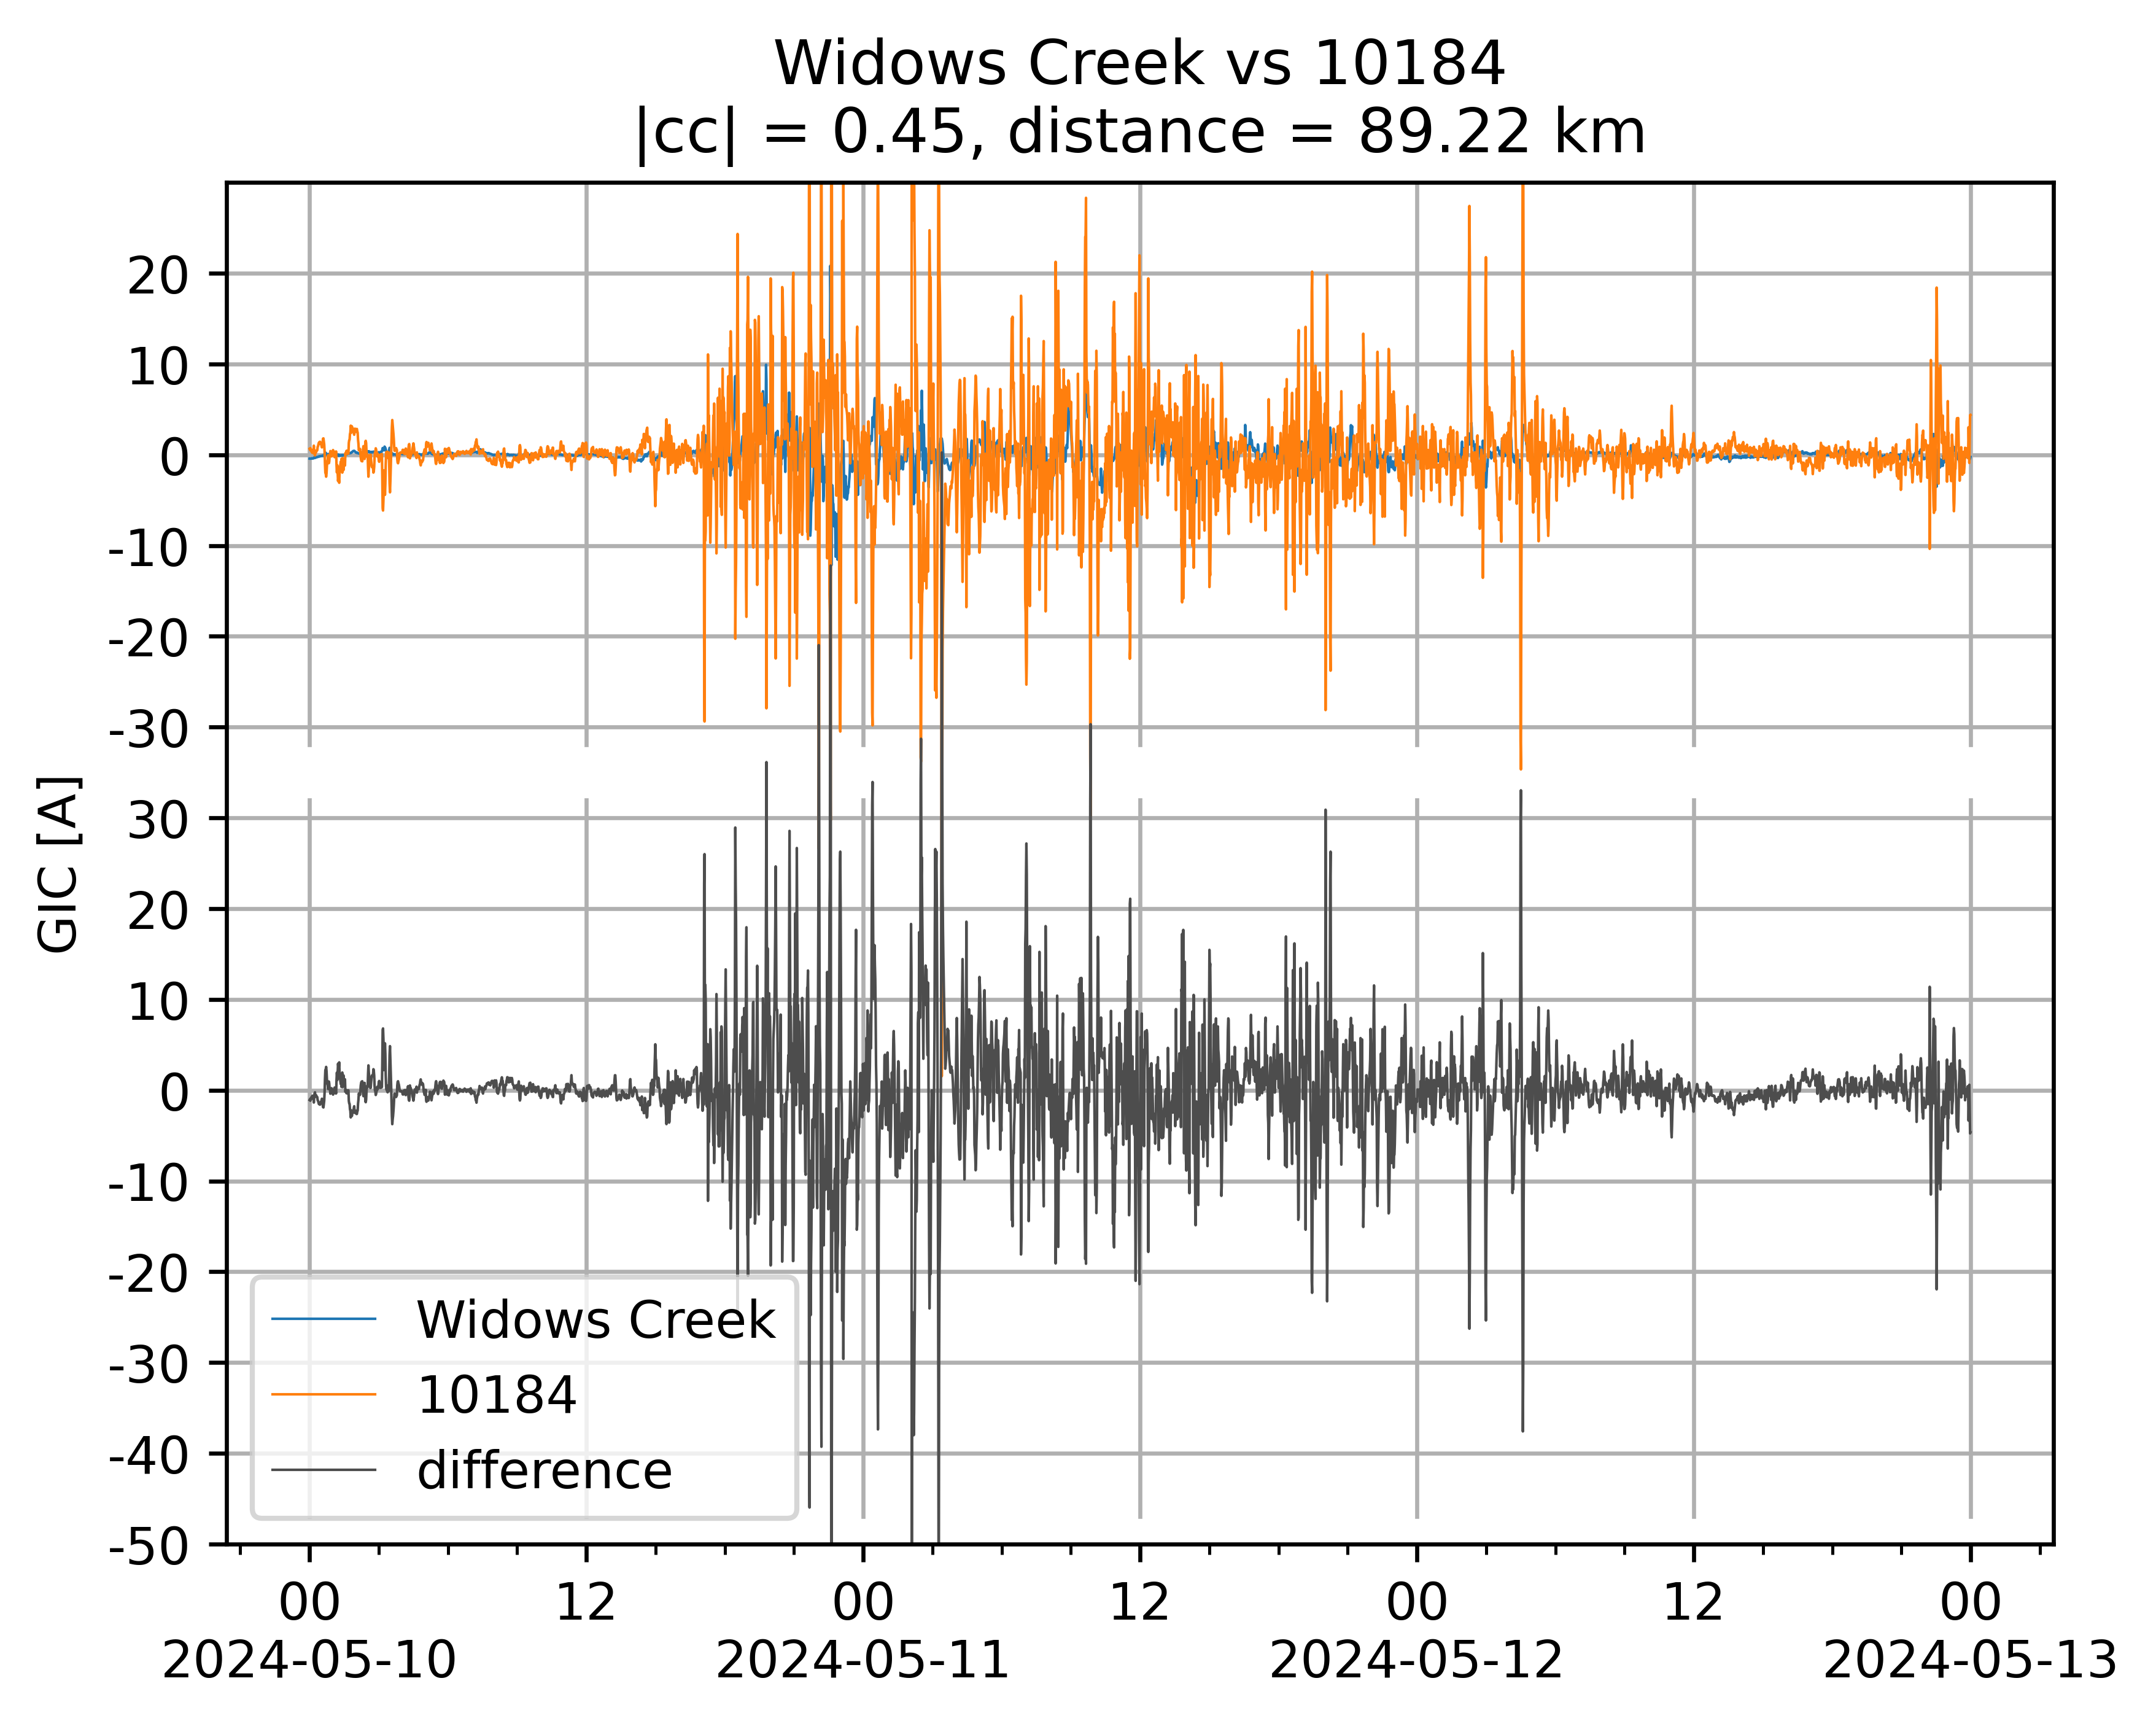 Widows Creek vs 10184
|cc| = 0.45, distance = 89.22 km
GIC [A]
20
10
0
-10
-20
-30
30
20
10
0
-10
-20
-30
-40
-50
Widows Creek
10184
difference
00 12 00 12 00 12 00
2024-05-10 2024-05-11 2024-05-12 2024-05-13